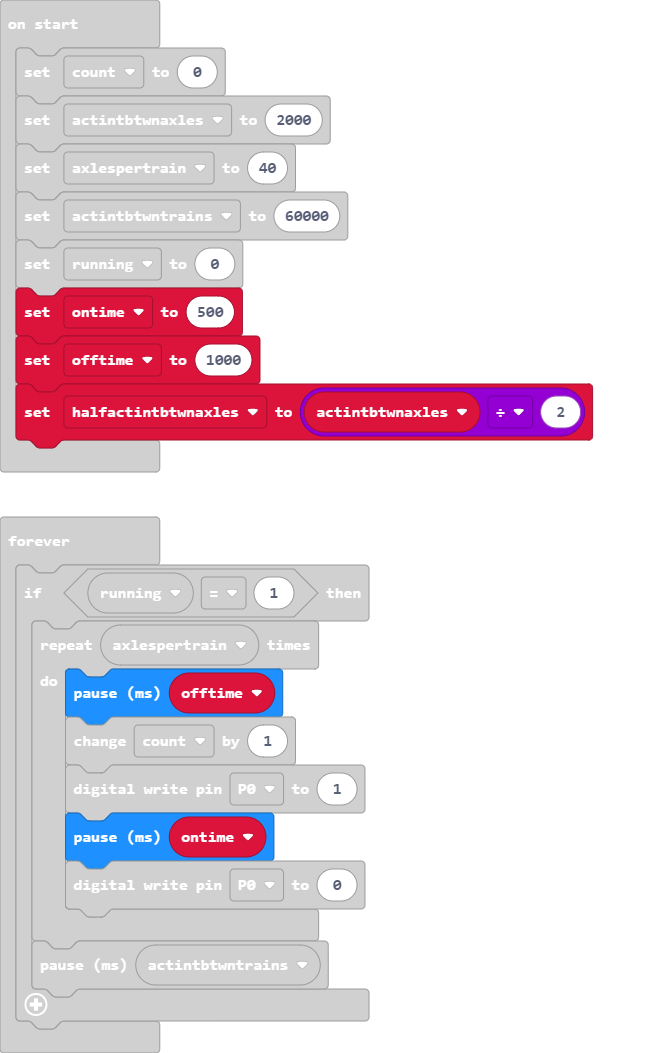 on start
set count to 0
set actintbtwnaxles to 2000
set axlespertrain to 40
set actintbtwntrains to 60000
set running to 0
set ontime to 500
set offtime to 1000
set halfactintbtwnaxles to actintbtwnaxles ÷ 2
forever
if running = 1 then
repeat axlespertrain times
do pause (ms) offtime
change count by 1
digital write pin P0 to 1
pause (ms) ontime
digital write pin P0 to 0
pause (ms) actintbtwntrains